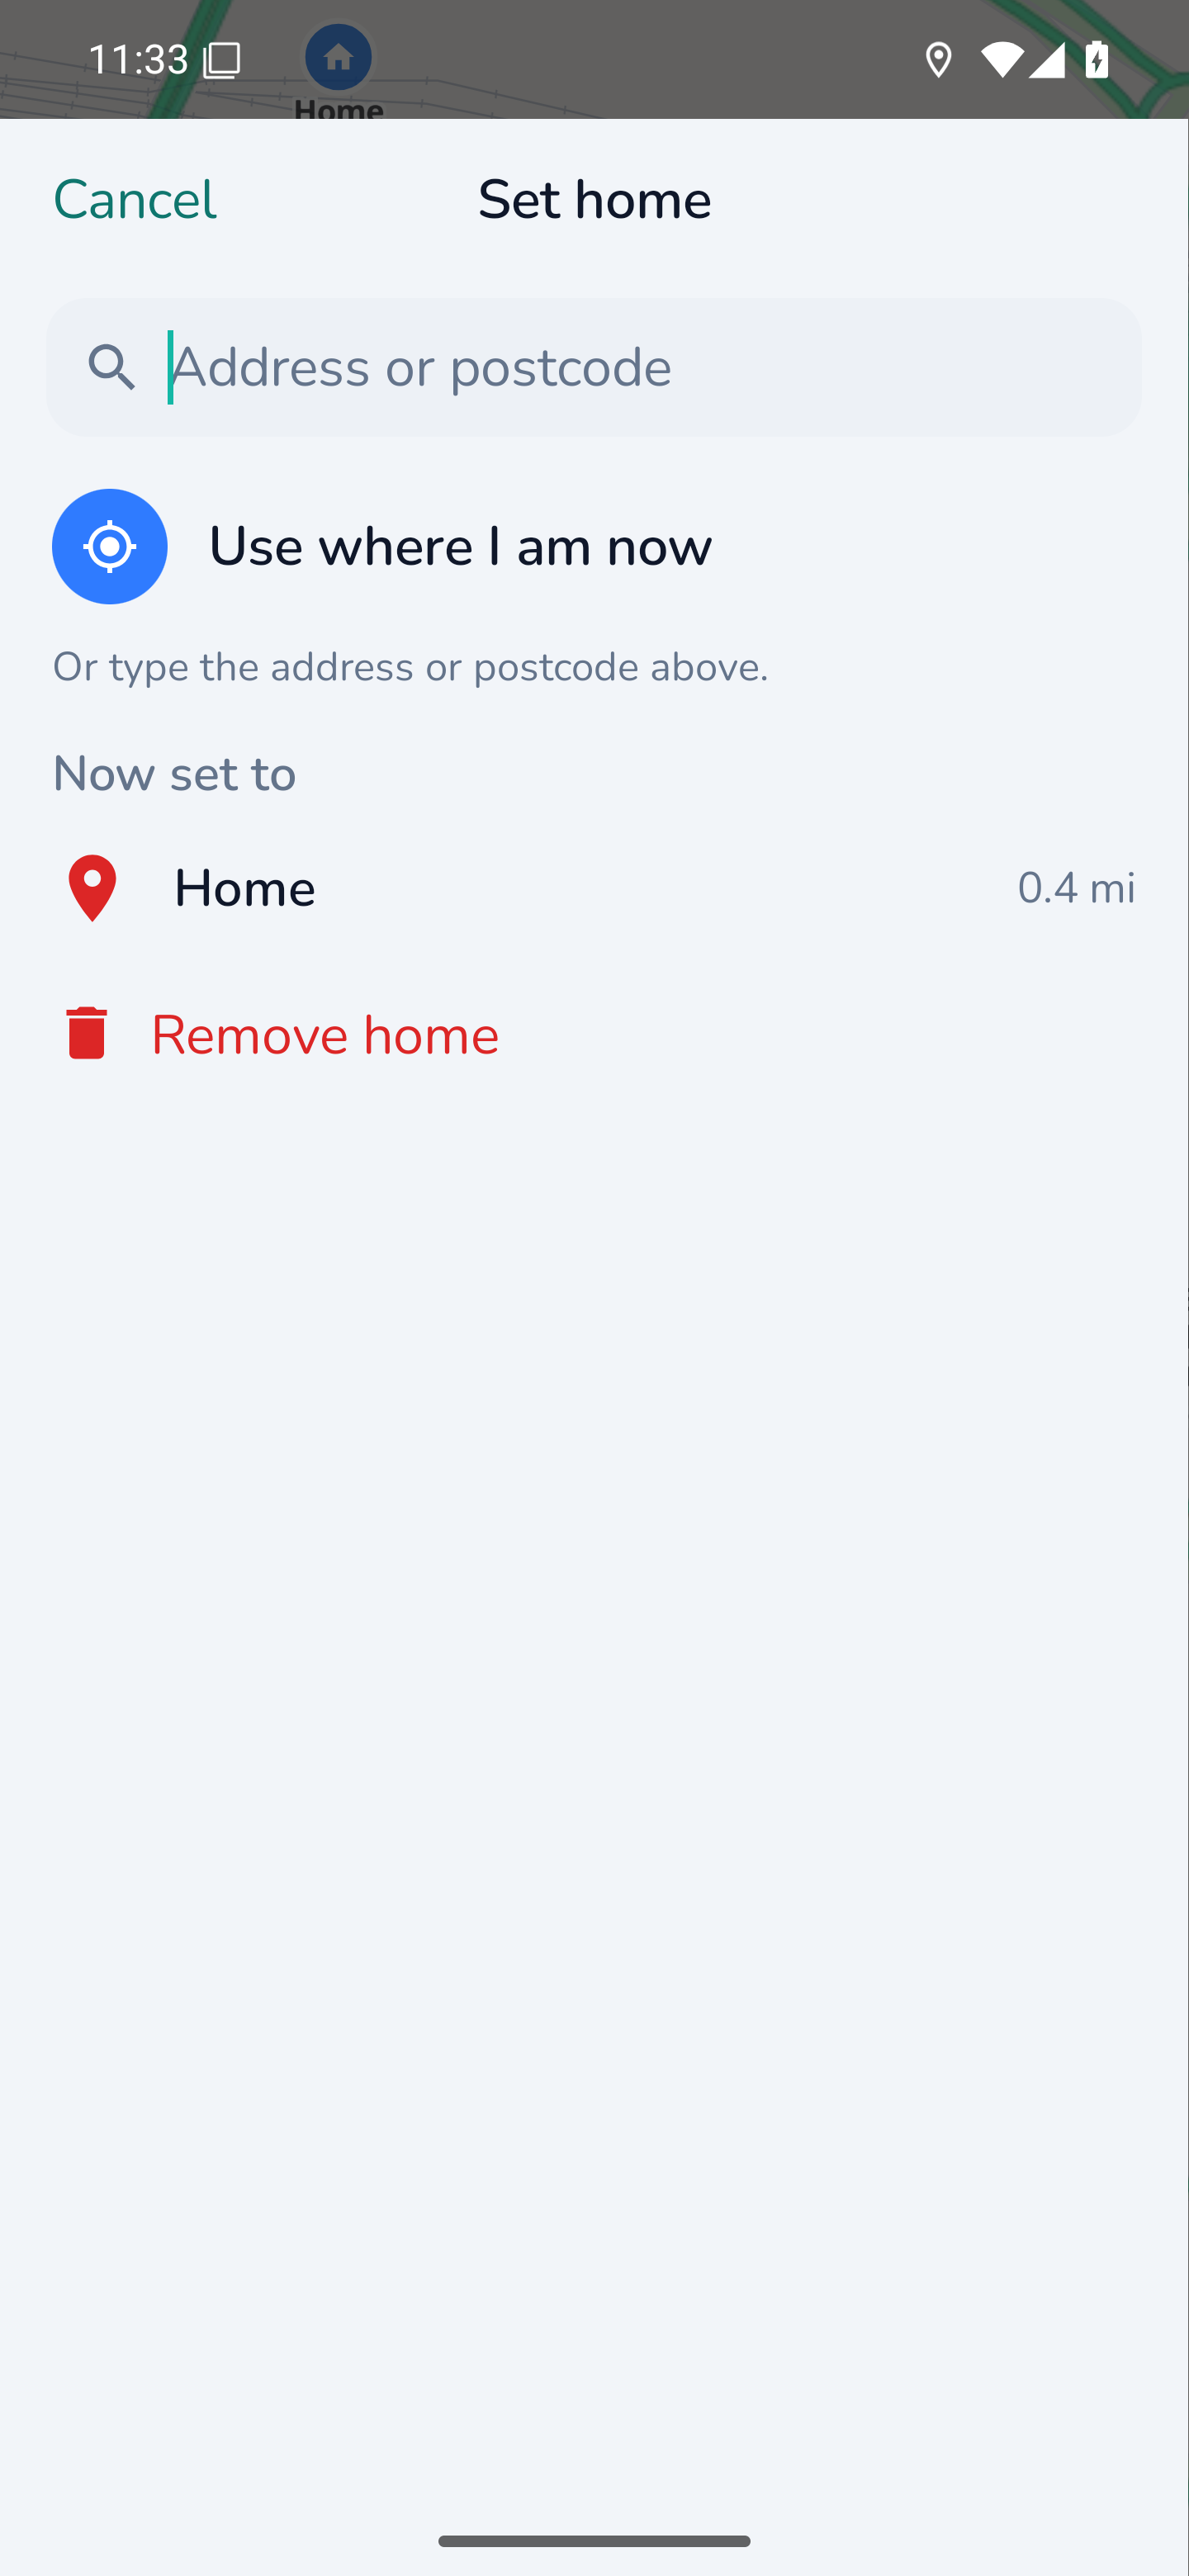 11:33
Home
Cancel
Set home
Address or postcode
Use where I am now
Or type the address or postcode above.
Now set to
Home
0.4 mi
Remove home